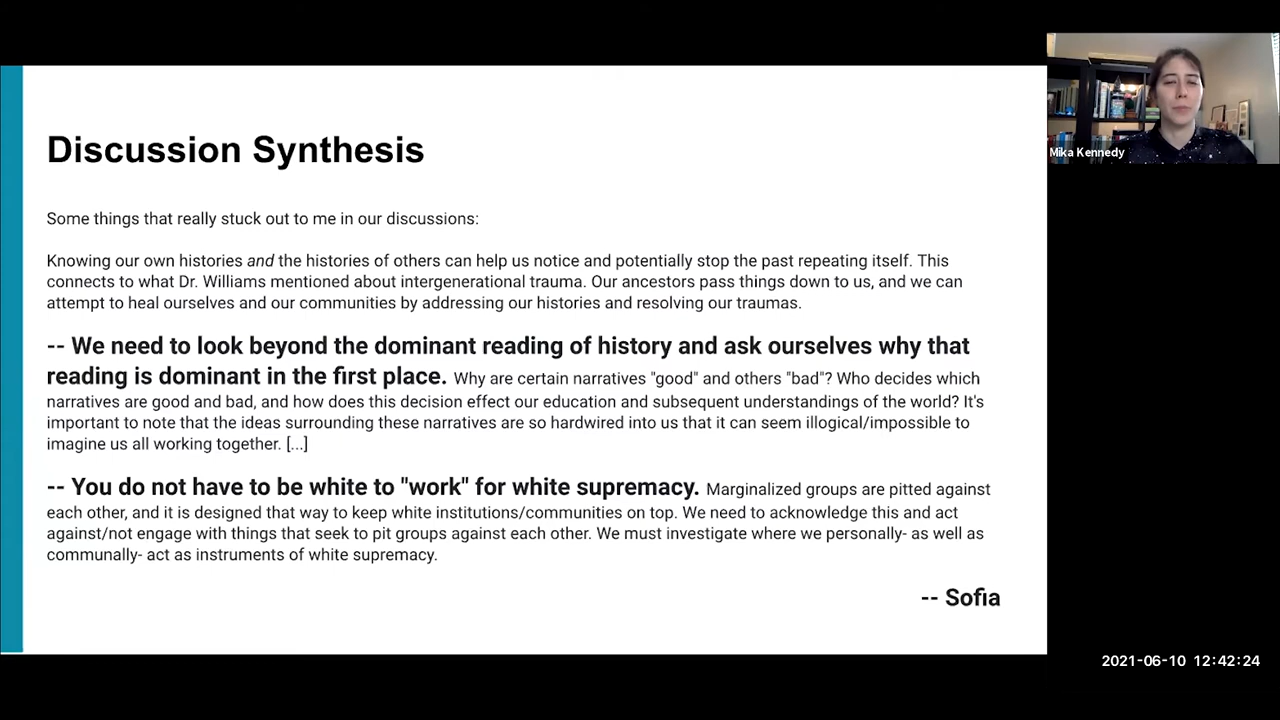 Discussion Synthesis
Some things that really stuck out to me in our discussions:
Knowing our own histories and the histories of others can help us notice and potentially stop the past repeating itself. This
connects to what Dr. Williams mentioned about intergenerational trauma. Our ancestors pass things down to us, and we can
attempt to heal ourselves and our communities by addressing our histories and resolving our traumas.
-- We need to look beyond the dominant reading of history and ask ourselves why that
reading is dominant in the first place. Why are certain narratives "good" and others "bad"? Who decides which
narratives are good and bad, and how does this decision effect our education and subsequent understandings of the world? It's
important to note that the ideas surrounding these narratives are so hardwired into us that it can seem illogical/impossible to
imagine us all working together. [...]
-- You do not have to be white to "work" for white supremacy. Marginalized groups are pitted against
each other, and it is designed that way to keep white institutions/communities on top. We need to acknowledge this and act
against/not engage with things that seek to pit groups against each other. We must investigate where we personally- as well as
communally- act as instruments of white supremacy.
-- Sofia
Mika Kennedy
2021-06-10 12:42:24